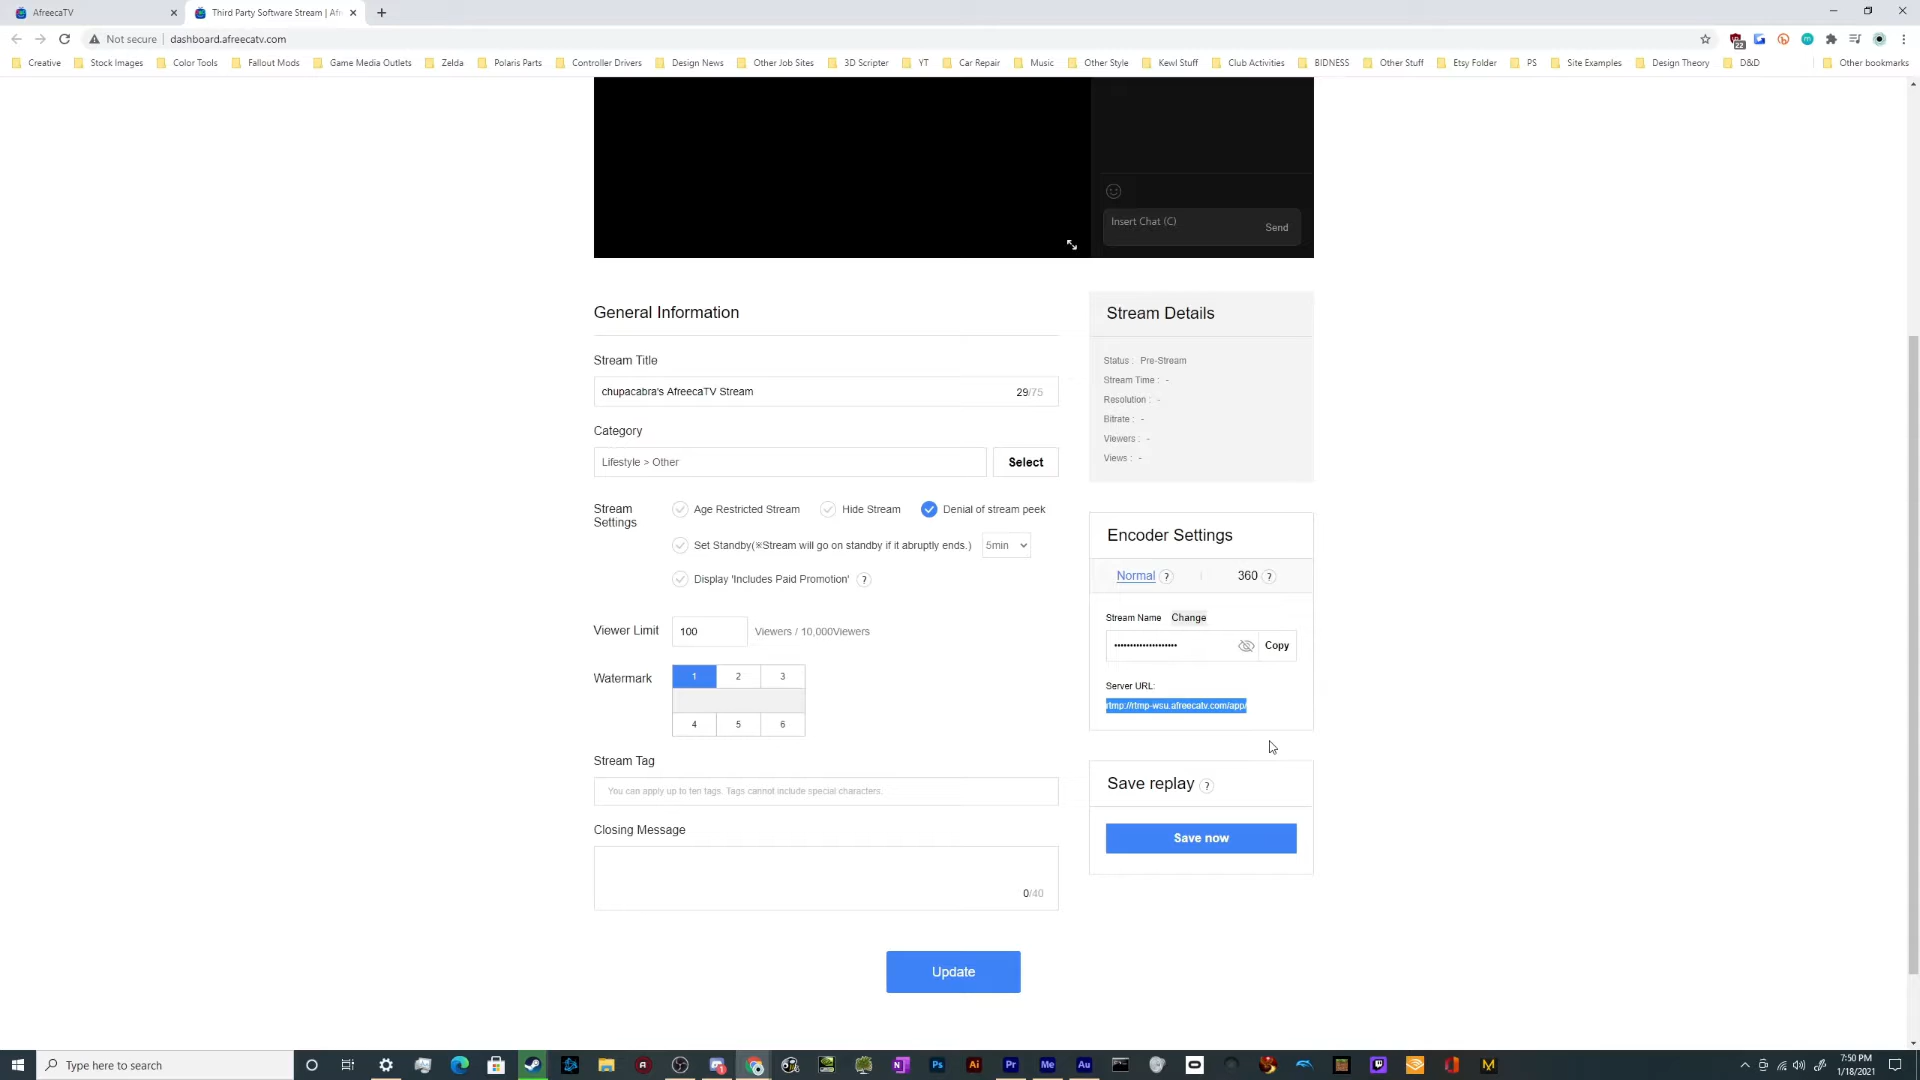 AfreecaTV
Third Party Software Stream | Afr
Not secure
dashboard.afreecatv.com
22
Creative
Stock Images
Color Tools
Fallout Mods
Game Media Outlets
Zelda
Polaris Parts
Controller Drivers
Design News
Other Job Sites
3D Scripter
YT
Car Repair
Music
Other Style
Kewl Stuff
Club Activities
BIDNESS
Other Stuff
Etsy Folder
PS
Site Examples
Design Theory
D&D
Other bookmarks
Insert Chat (C)
Send
General Information
Stream Title
chupacabra's AfreecaTV Stream
29/75
Category
Lifestyle > Other
Select
Stream Settings
Age Restricted Stream
Hide Stream
Denial of stream peek
Set Standby(※Stream will go on standby if it abruptly ends.)
5min
Display 'Includes Paid Promotion' ?
Viewer Limit
100
Viewers / 10,000Viewers
Watermark
1 2 3
4 5 6
Stream Tag
You can apply up to ten tags. Tags cannot include special characters.
Closing Message
0/40
Update
Stream Details
Status : Pre-Stream
Stream Time : -
Resolution : -
Bitrate : -
Viewers : -
Views : -
Encoder Settings
Normal ?
360 ?
Stream Name
Change
Copy
Server URL:
rtmp://rtmp-wsu.afreecatv.com/app/
Save replay ?
Save now
Type here to search
Ps
Ai
Pr
Me
Au
7:50 PM
1/18/2021